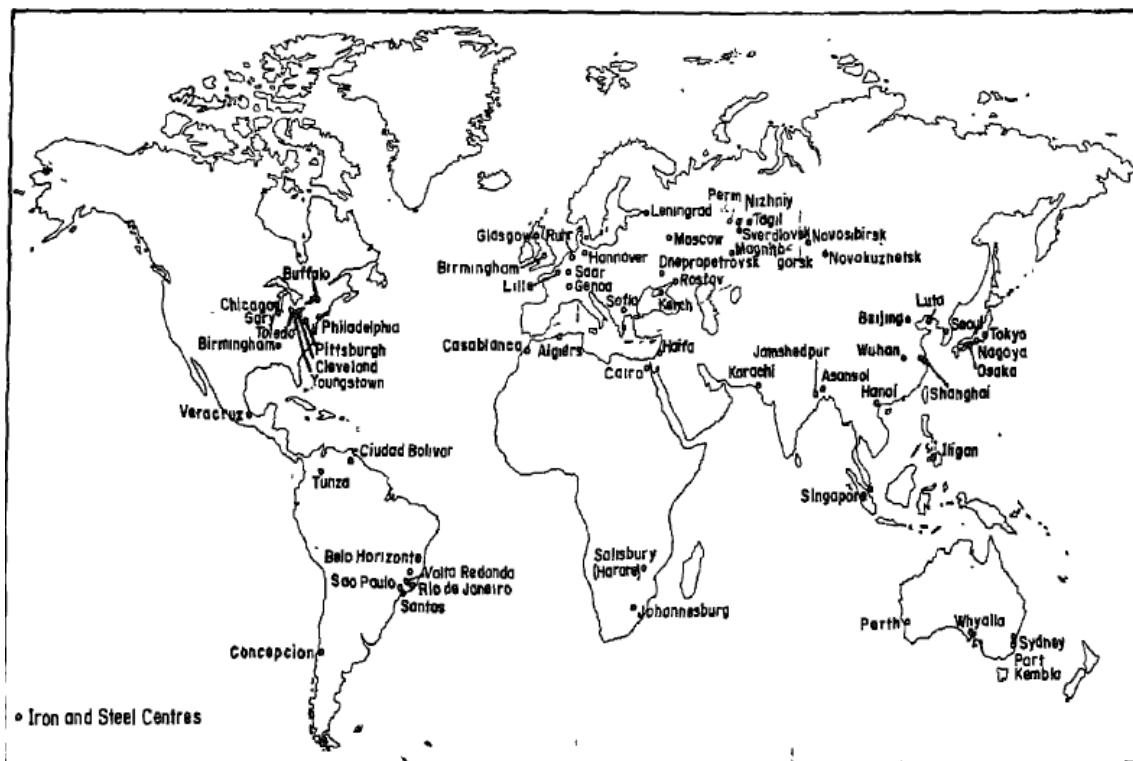 Perm Nizhniy
Tagil
Leningrad
Sverdlovsk
Novosibirsk
Glasgow
Ruhr
Moscow
Magnito
gorsk
Novokuznetsk
Hannover
Birmingham
Dnepropetrovsk
Saar
Rostov
Lille
Genoa
Kerch
Sofia
Buffalo
Chicago
Gary
Toledo
Philadelphia
Birmingham
Pittsburgh
Cleveland
Youngstown
Veracruz
Casablanca
Algiers
Haifa
Cairo
Jamshedpur
Karachi
Asansol
Beijing
Luta
Seoul
Tokyo
Nagoya
Osaka
Wuhan
Shanghai
Hanoi
Iligan
Singapore
Ciudad Bolivar
Tunza
Belo Horizonte
Volta Redonda
Sao Paulo
Rio de Janeiro
Santos
Concepcion
Salisbury
(Harare)
Johannesburg
Perth
Whyalla
Sydney
Part
Kembla
Iron and Steel Centres